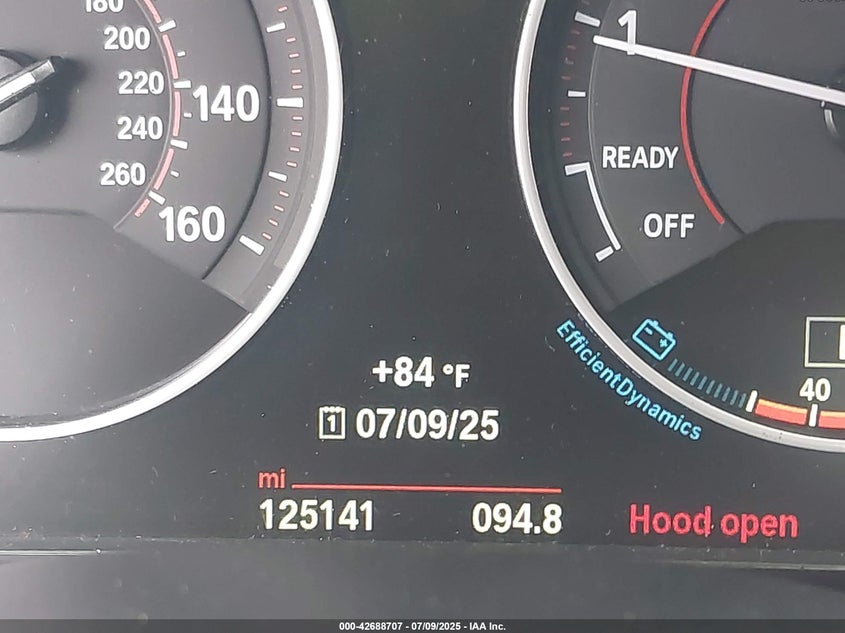 180
200
220
240
260
140
160
1
READY
OFF
EfficientDynamics
40
+84 °F
1 07/09/25
mi
125141 094.8
Hood open
000-42688707 - 07/09/2025 - IAA Inc.